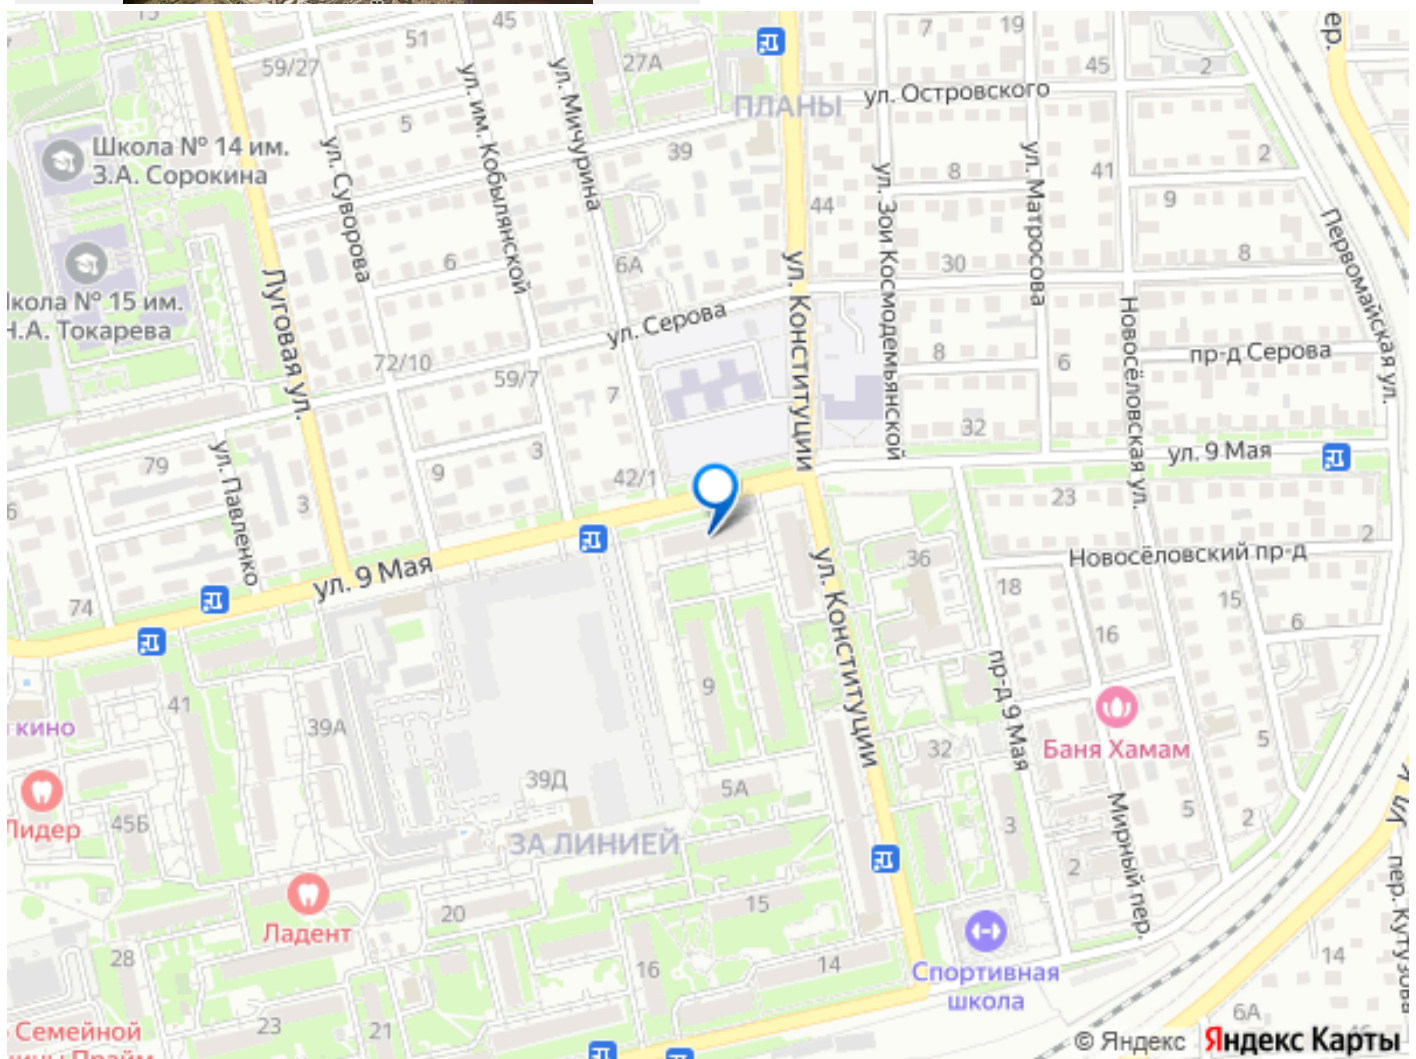 15
51
45
59/27
27А
7
19
45
2
ул. им. Кобылянской
ул. Мичурина
ПЛАНЫ
ул. Островского
5
Школа № 14 им.
З.А. Сорокина
ул. Суворова
39
8
41
2
ул. Матросова
ул. Зои Космодемьянской
44
9
Первомайская ул.
6
6А
30
8
Школа № 15 им.
Н.А. Токарева
Луговая ул.
ул. Серова
ул. Конституции
Новосёловская ул.
72/10
59/7
7
8
6
пр-д Серова
79
ул. Павленко
9
3
42/1
32
ул. 9 Мая
3
23
ул. 9 Мая
36
Новосёловский пр-д
2
74
18
15
ул. Конституции
16
6
41
39А
9
пр-д 9 Мая
кино
32
Баня Хамам
5
39Д
5А
Лидер
45Б
3
Мирный пер.
5
2
ЗА ЛИНИЕЙ
2
пер. Кутузова
Ладент
20
15
28
16
14
Спортивная
школа
14
Семейной
23
21
6А
© Яндекс Яндекс Карты